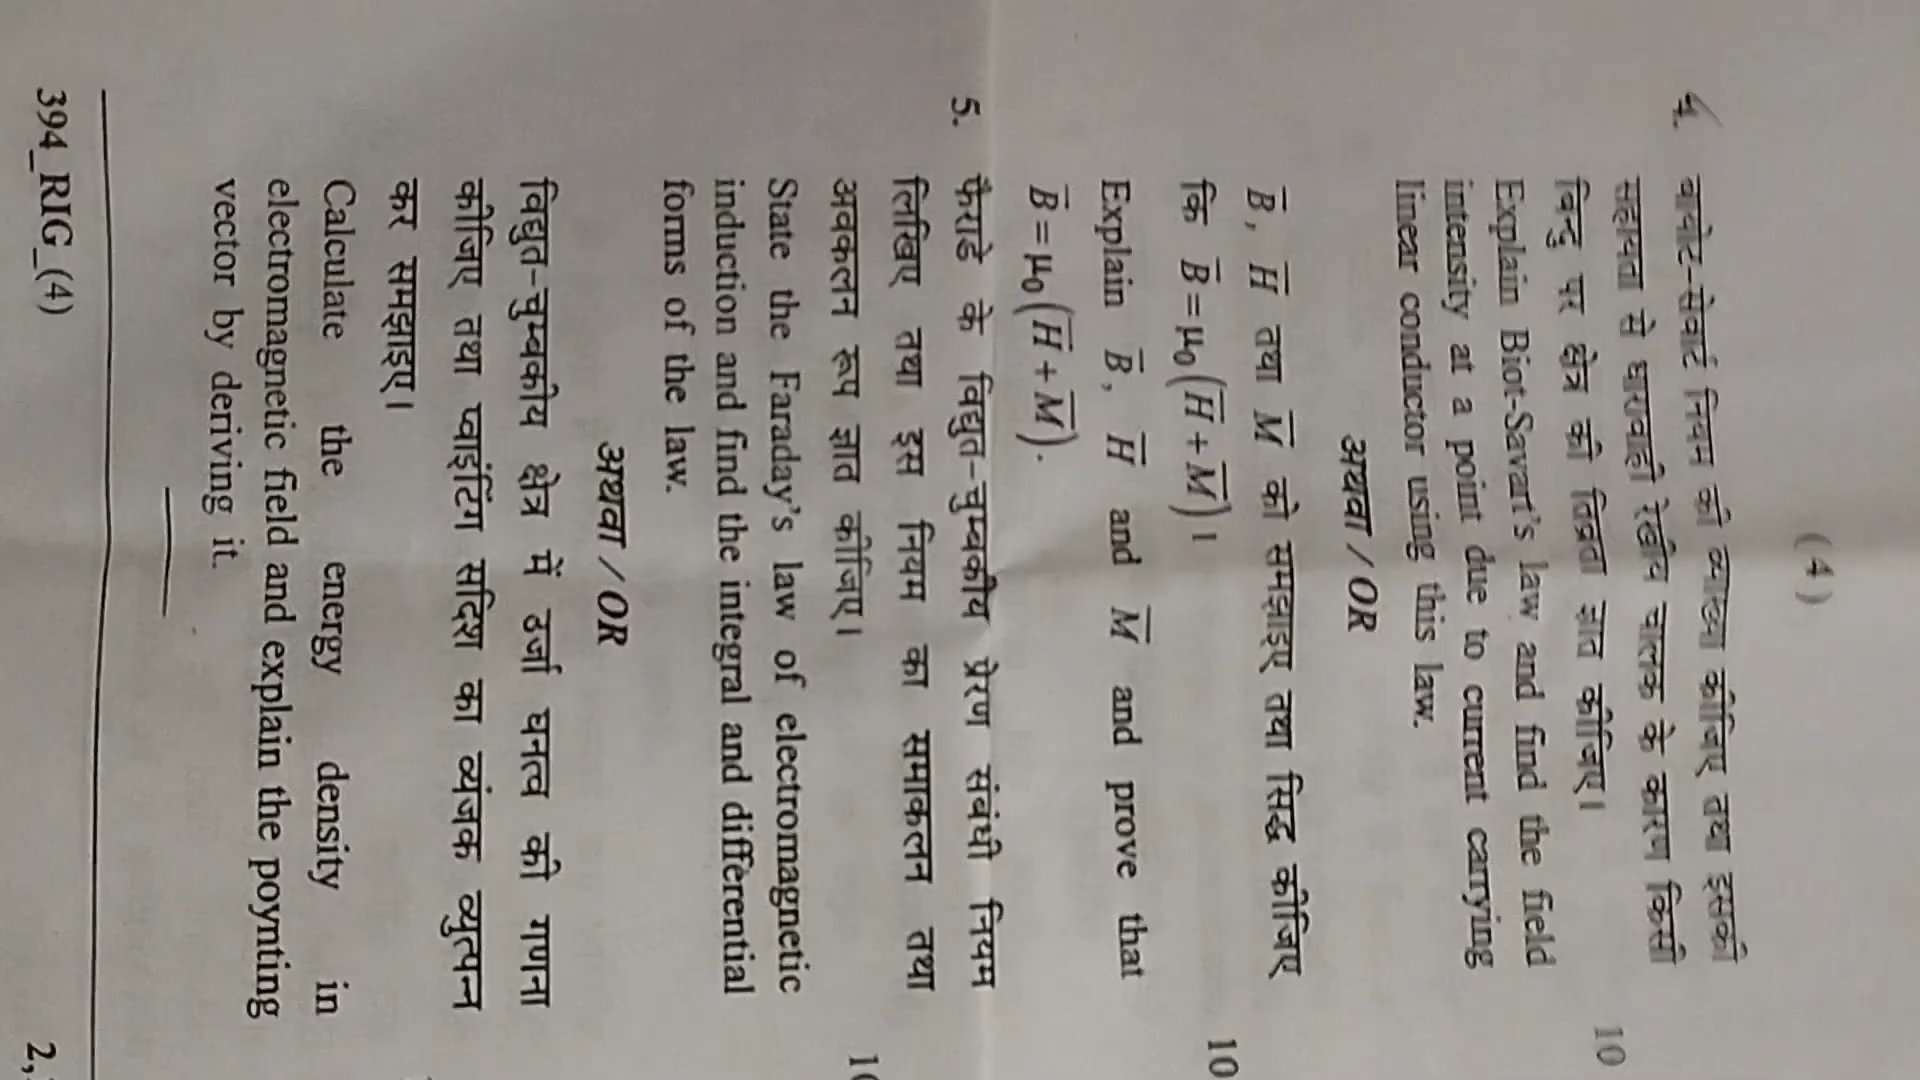 (4)
4. बायोट-सेवार्ट नियम की व्याख्या कीजिए तथा इसकी
सहायता से धारावाही रेखीय चालक के कारण किसी
बिन्दु पर क्षेत्र की तीव्रता ज्ञात कीजिए। 10
Explain Biot-Savart's law and find the field
intensity at a point due to current carrying
linear conductor using this law.
अथवा / OR
B̅, H̅ तथा M̅ को समझाइए तथा सिद्ध कीजिए
कि B̅ = μ₀(H̅ + M̅)। 10
Explain B̅, H̅ and M̅ and prove that
B̅ = μ₀(H̅ + M̅).
5. फैराडे के विद्युत-चुम्बकीय प्रेरण संबंधी नियम
लिखिए तथा इस नियम का समाकलन तथा
अवकलन रूप ज्ञात कीजिए। 10
State the Faraday's law of electromagnetic
induction and find the integral and differential
forms of the law.
अथवा / OR
विद्युत-चुम्बकीय क्षेत्र में उर्जा घनत्व की गणना
कीजिए तथा प्वाइंटिंग सदिश का व्यंजक व्युत्पन्न
कर समझाइए।
Calculate the energy density in
electromagnetic field and explain the poynting
vector by deriving it.
394_RIG_(4) 2,